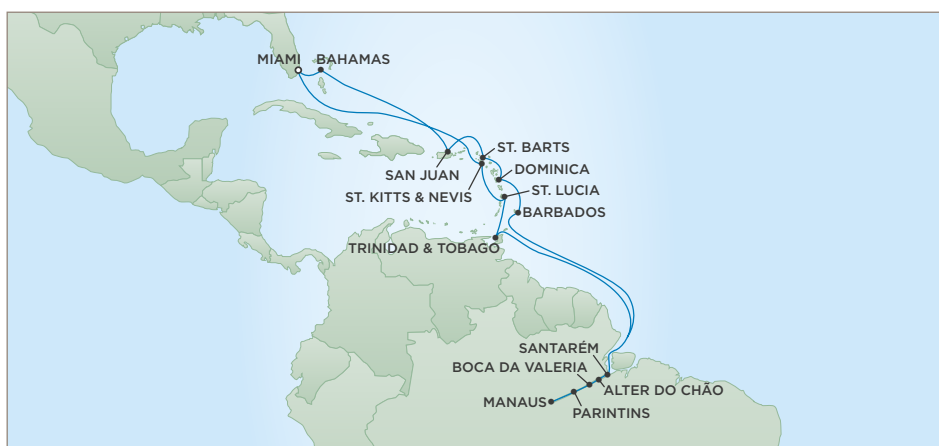 MIAMI
BAHAMAS
SAN JUAN
ST. BARTS
DOMINICA
ST. KITTS & NEVIS
ST. LUCIA
BARBADOS
TRINIDAD & TOBAGO
SANTARÉM
BOCA DA VALERIA
ALTER DO CHÃO
MANAUS
PARINTINS